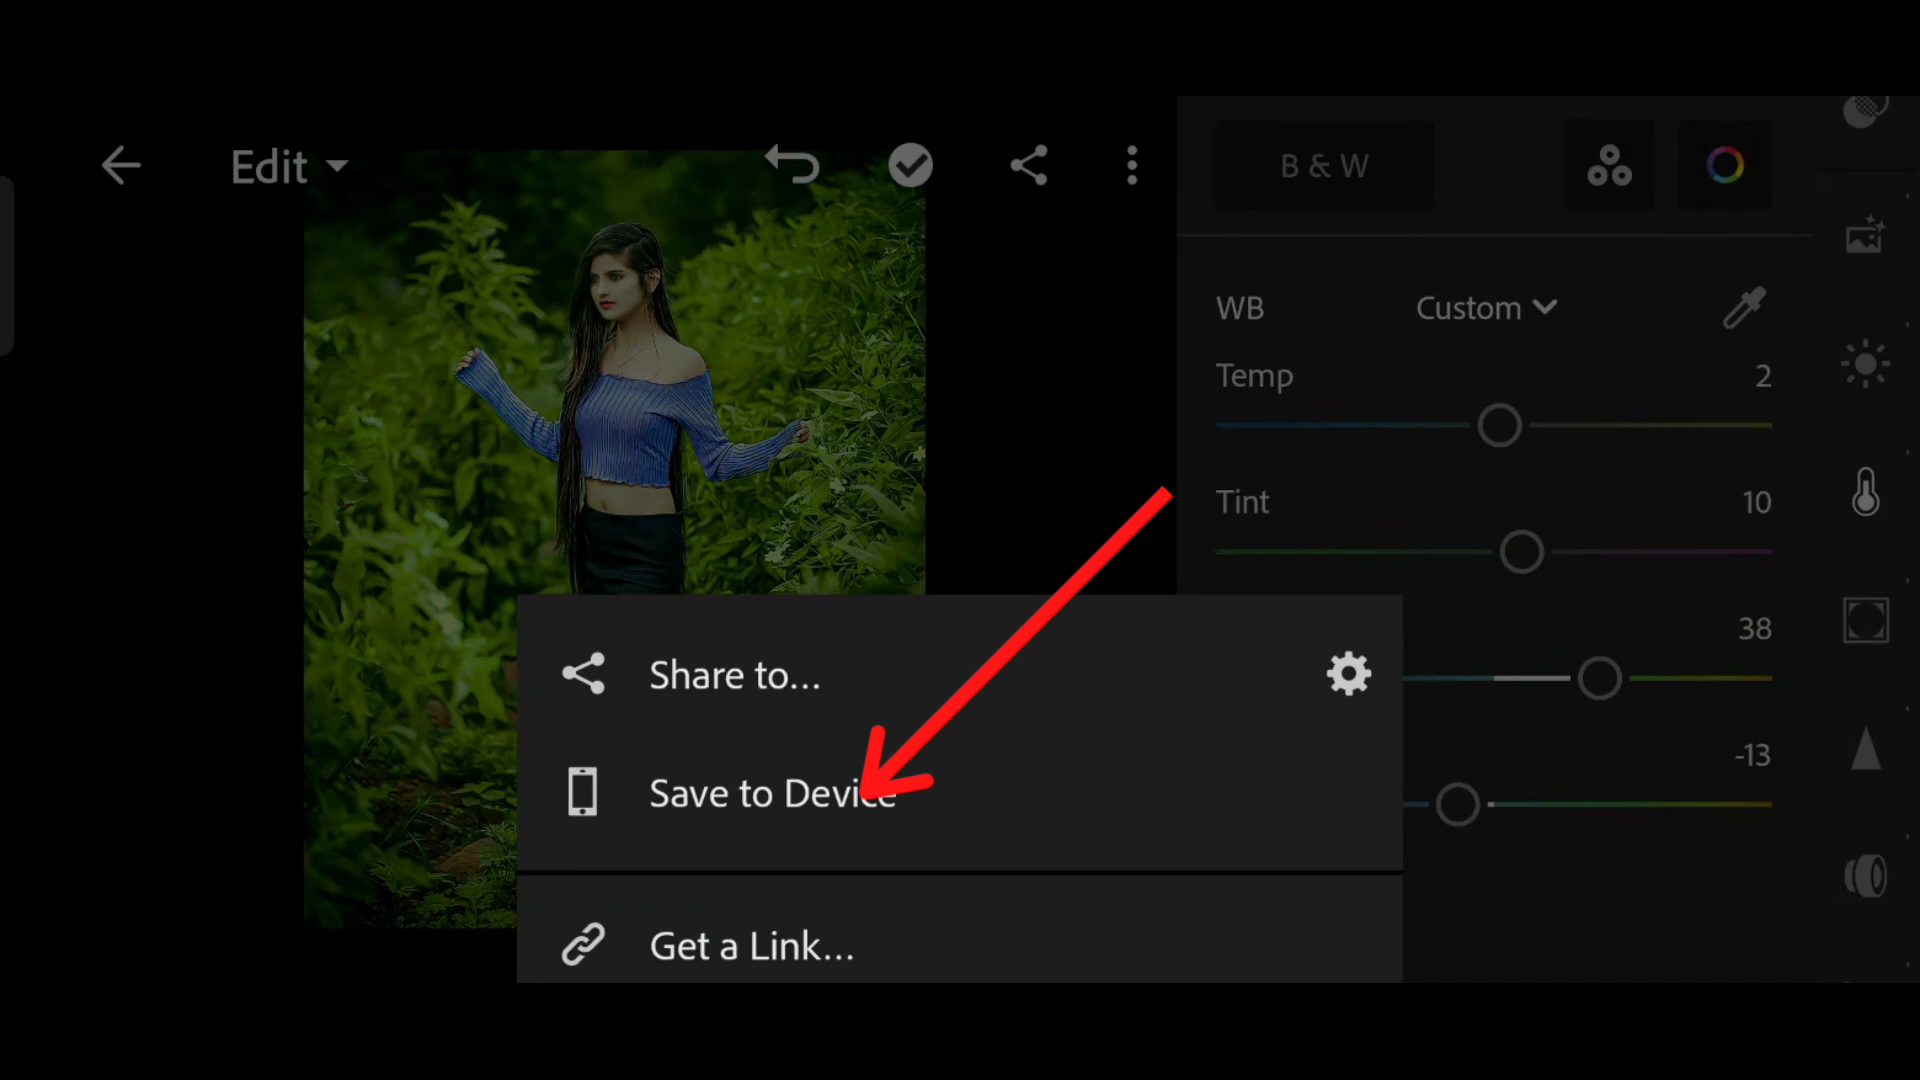 Edit
B & W
WB Custom
Temp 2
Tint 10
38
-13
Share to...
Save to Device
Get a Link...